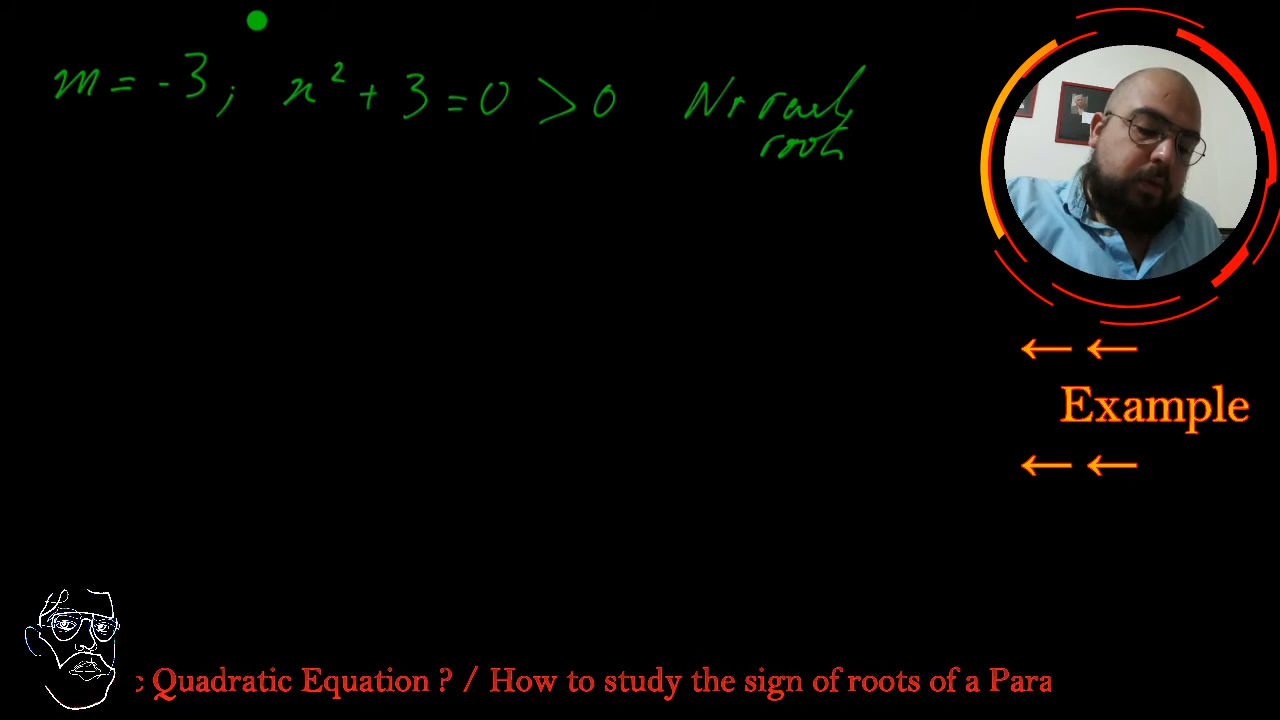 m = -3; x² + 3 = 0 > 0 No real
roots
← ←
Example
← ←
c Quadratic Equation ? / How to study the sign of roots of a Para